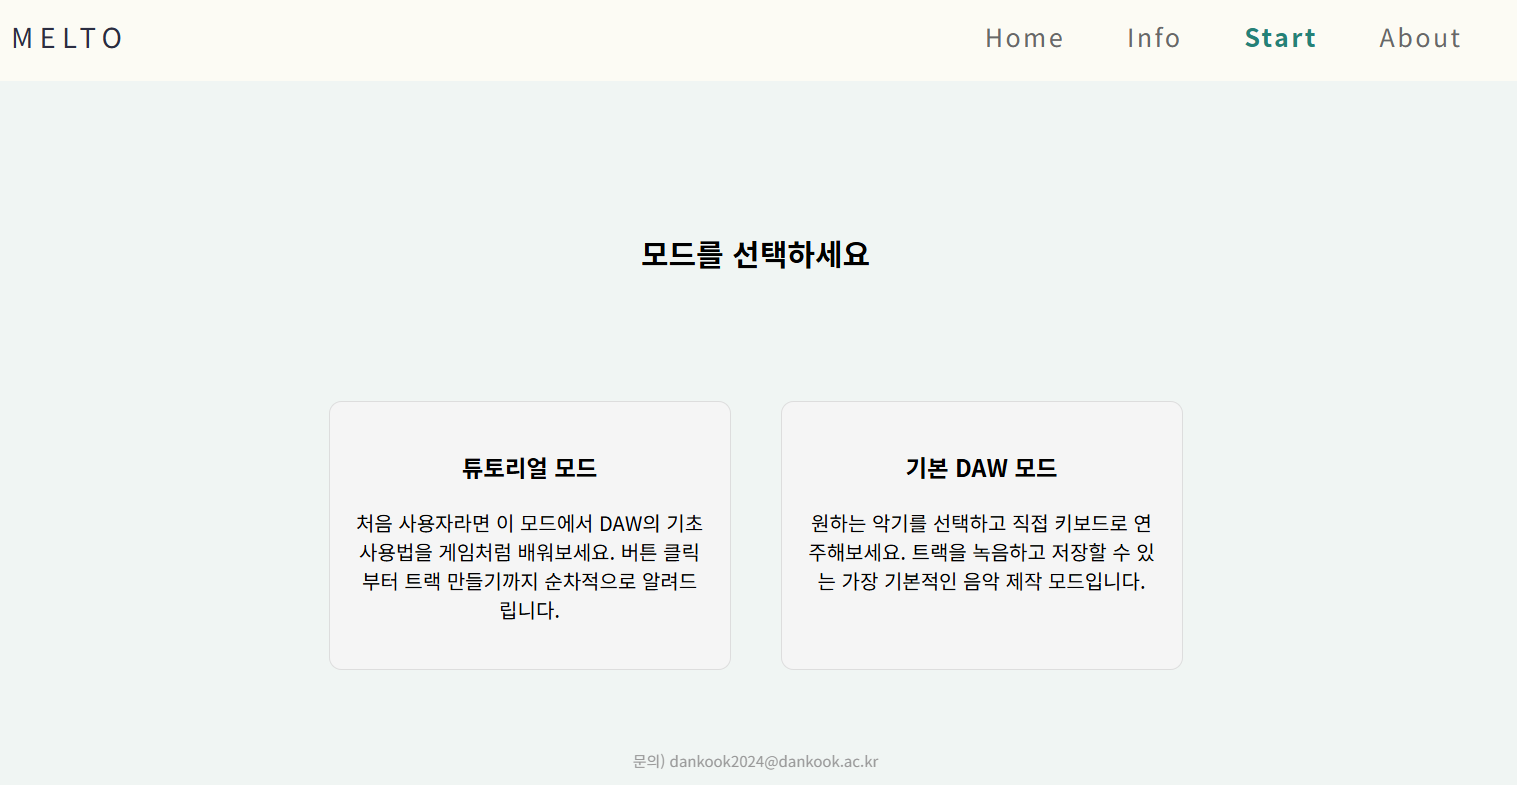 MELTO
Home Info Start About
모드를 선택하세요
튜토리얼 모드
처음 사용자라면 이 모드에서 DAW의 기초
사용법을 게임처럼 배워보세요. 버튼 클릭
부터 트랙 만들기까지 순차적으로 알려드
립니다.
기본 DAW 모드
원하는 악기를 선택하고 직접 키보드로 연
주해보세요. 트랙을 녹음하고 저장할 수 있
는 가장 기본적인 음악 제작 모드입니다.
문의) dankook2024@dankook.ac.kr